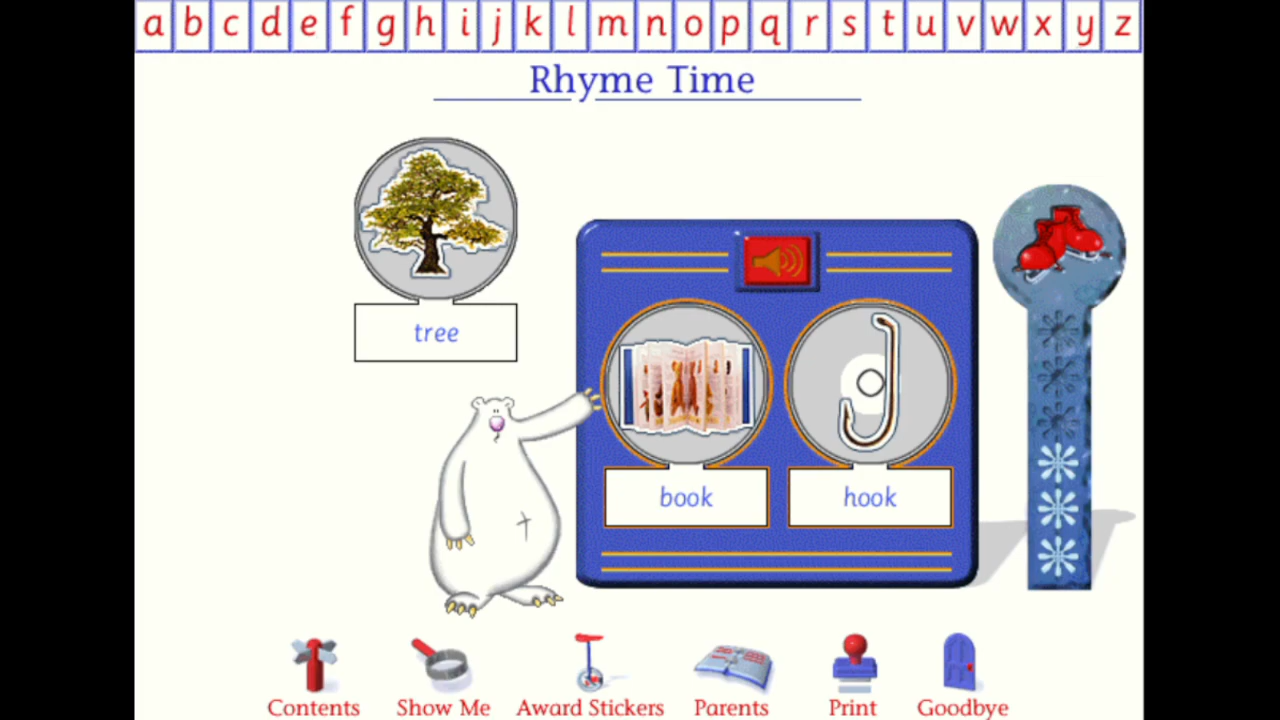 a b c d e f g h i j k l m n o p q r s t u v w x y z
Rhyme Time
tree
book hook
Contents Show Me Award Stickers Parents Print Goodbye